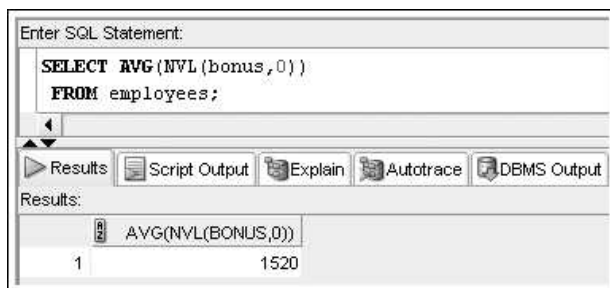 Enter SQL Statement:
SELECT AVG(NVL(bonus,0))
FROM employees;
Results Script Output Explain Autotrace DBMS Output
Results:
AVG(NVL(BONUS,0))
1 1520